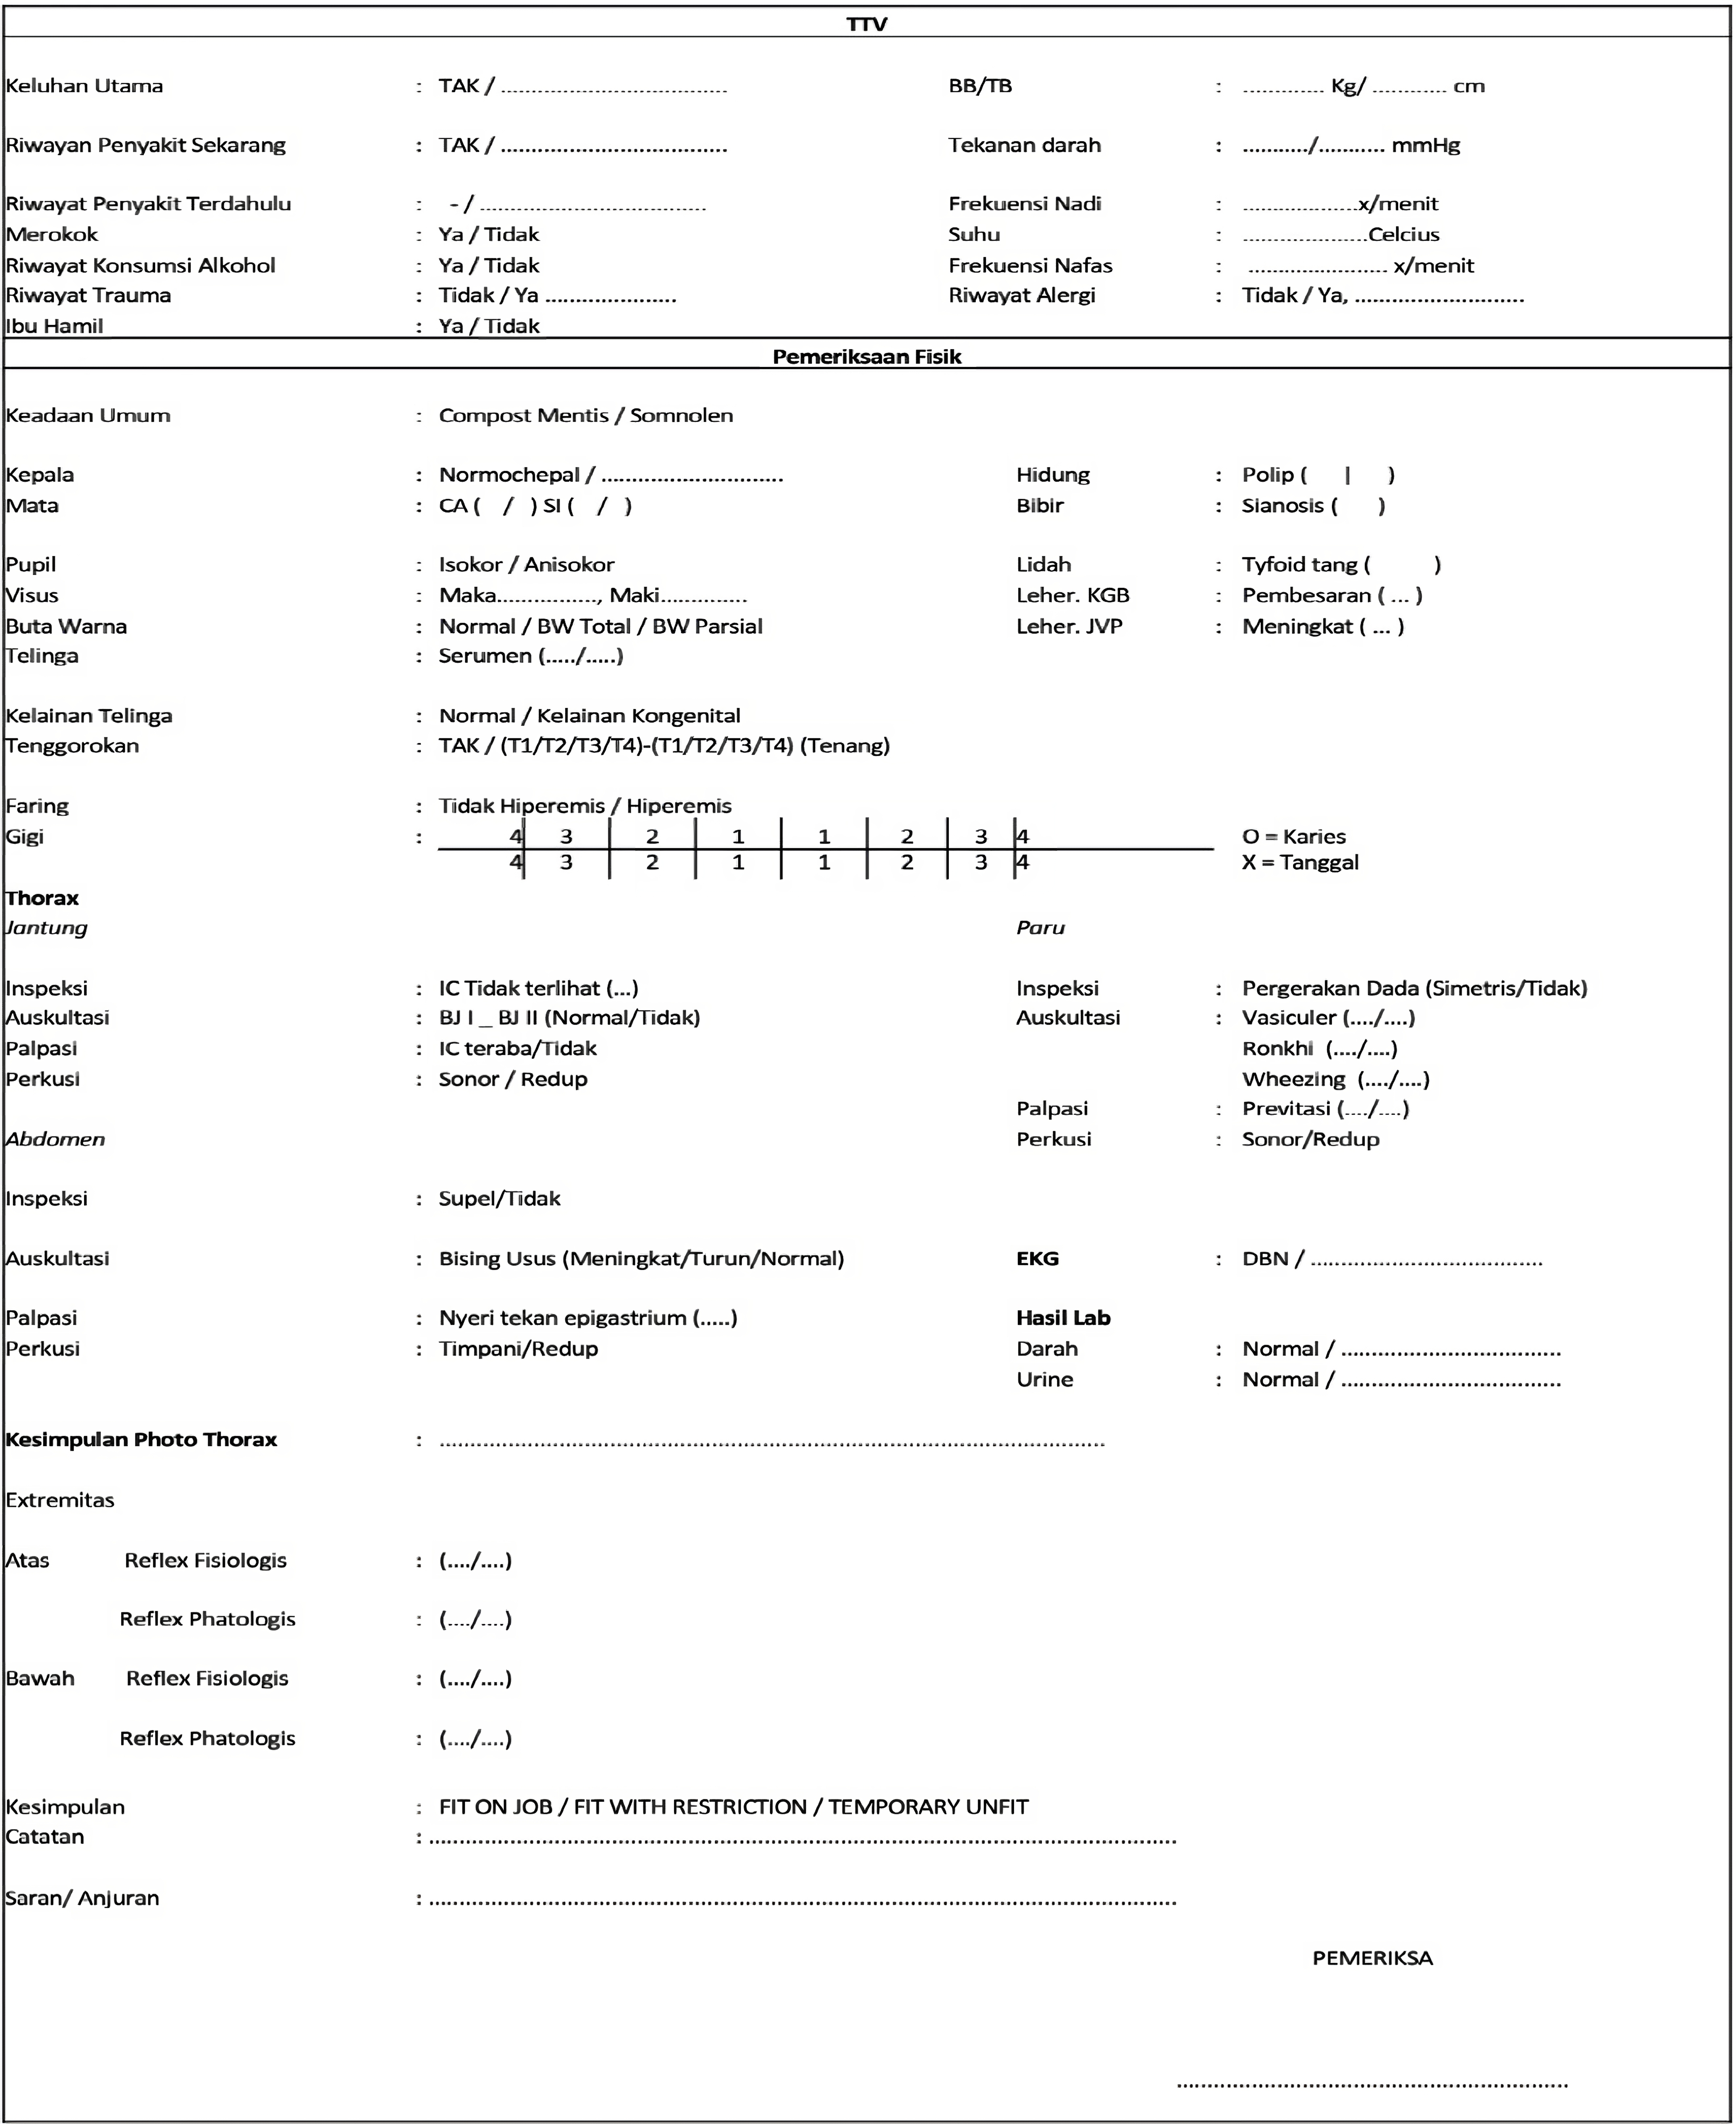 TTV
Keluhan Utama : TAK / ...................................... BB/TB : ............. Kg/ ............ cm
Riwayan Penyakit Sekarang : TAK / ...................................... Tekanan darah : .........../........... mmHg
Riwayat Penyakit Terdahulu : - / ...................................... Frekuensi Nadi : ...................x/menit
Merokok : Ya / Tidak Suhu : .....................Celcius
Riwayat Konsumsi Alkohol : Ya / Tidak Frekuensi Nafas : ....................... x/menit
Riwayat Trauma : Tidak / Ya ...................... Riwayat Alergi : Tidak / Ya, ............................
Ibu Hamil : Ya / Tidak
Pemeriksaan Fisik
Keadaan Umum : Compost Mentis / Somnolen
Kepala : Normochepal / .............................. Hidung : Polip ( | )
Mata : CA ( / ) SI ( / ) Bibir : Sianosis ( )
Pupil : Isokor / Anisokor Lidah : Tyfoid tang ( )
Visus : Maka................, Maki.............. Leher. KGB : Pembesaran ( ... )
Buta Warna : Normal / BW Total / BW Parsial Leher. JVP : Meningkat ( ... )
Telinga : Serumen (...../.....)
Kelainan Telinga : Normal / Kelainan Kongenital
Tenggorokan : TAK / (T1/T2/T3/T4)-(T1/T2/T3/T4) (Tenang)
Faring : Tidak Hiperemis / Hiperemis
Gigi : 4 3 2 1 1 2 3 4 O = Karies
4 3 2 1 1 2 3 4 X = Tanggal
Thorax
Jantung Paru
Inspeksi : IC Tidak terlihat (...) Inspeksi : Pergerakan Dada (Simetris/Tidak)
Auskultasi : BJ I _ BJ II (Normal/Tidak) Auskultasi : Vasiculer (..../....)
Palpasi : IC teraba/Tidak Ronkhi (..../....)
Perkusi : Sonor / Redup Wheezing (..../....)
Palpasi : Previtasi (..../....)
Abdomen Perkusi : Sonor/Redup
Inspeksi : Supel/Tidak
Auskultasi : Bising Usus (Meningkat/Turun/Normal) EKG : DBN / ......................................
Palpasi : Nyeri tekan epigastrium (.....) Hasil Lab
Perkusi : Timpani/Redup Darah : Normal / ....................................
Urine : Normal / ....................................
Kesimpulan Photo Thorax : ..............................................................................................................
Extremitas
Atas Reflex Fisiologis : (..../....)
Reflex Phatologis : (..../....)
Bawah Reflex Fisiologis : (..../....)
Reflex Phatologis : (..../....)
Kesimpulan : FIT ON JOB / FIT WITH RESTRICTION / TEMPORARY UNFIT
Catatan : ............................................................................................................................
Saran/ Anjuran : ............................................................................................................................
PEMERIKSA
................................................................